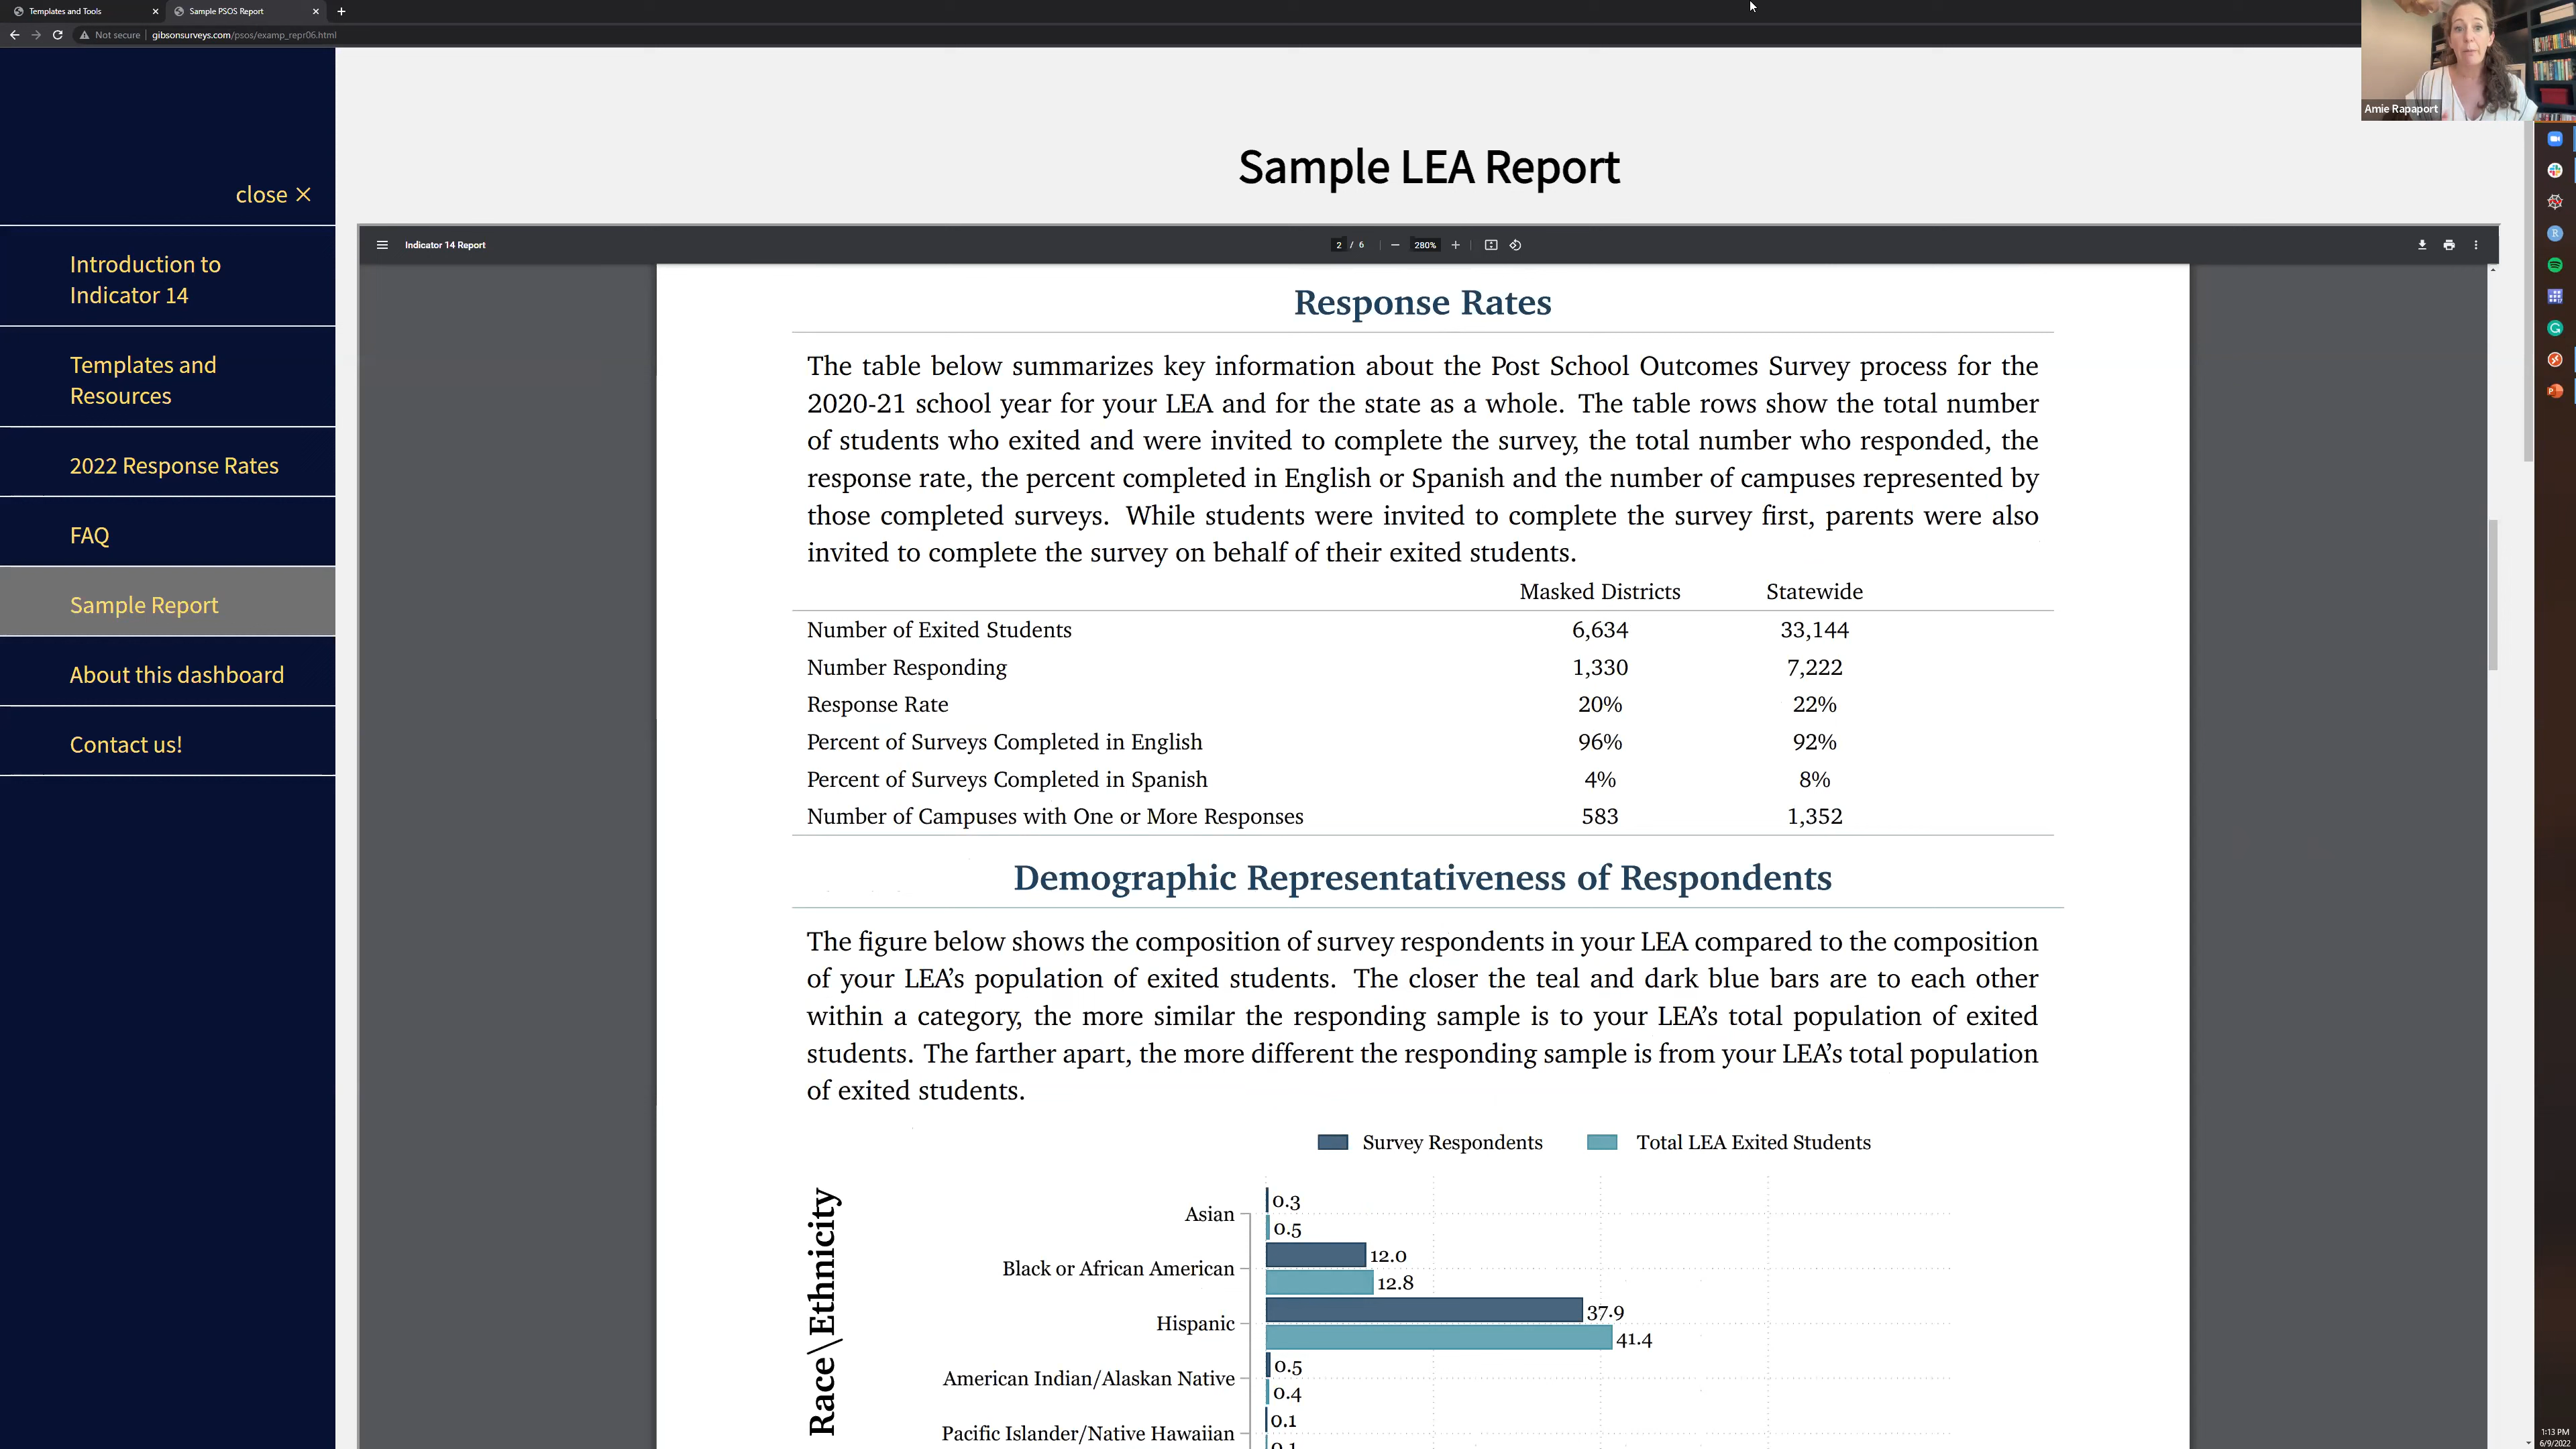 Templates and Tools
Sample PSOS Report
Not secure
gibsonsurveys.com/psos/examp_repr06.html
Amie Rapaport
close ×
Introduction to
Indicator 14
Templates and
Resources
2022 Response Rates
FAQ
Sample Report
About this dashboard
Contact us!
Sample LEA Report
Indicator 14 Report
2 / 6
280%
Response Rates
The table below summarizes key information about the Post School Outcomes Survey process for the
2020-21 school year for your LEA and for the state as a whole. The table rows show the total number
of students who exited and were invited to complete the survey, the total number who responded, the
response rate, the percent completed in English or Spanish and the number of campuses represented by
those completed surveys. While students were invited to complete the survey first, parents were also
invited to complete the survey on behalf of their exited students.
Masked Districts Statewide
Number of Exited Students 6,634 33,144
Number Responding 1,330 7,222
Response Rate 20% 22%
Percent of Surveys Completed in English 96% 92%
Percent of Surveys Completed in Spanish 4% 8%
Number of Campuses with One or More Responses 583 1,352
Demographic Representativeness of Respondents
The figure below shows the composition of survey respondents in your LEA compared to the composition
of your LEA's population of exited students. The closer the teal and dark blue bars are to each other
within a category, the more similar the responding sample is to your LEA's total population of exited
students. The farther apart, the more different the responding sample is from your LEA's total population
of exited students.
Survey Respondents Total LEA Exited Students
Race\Ethnicity
Asian
0.3
0.5
Black or African American
12.0
12.8
Hispanic
37.9
41.4
American Indian/Alaskan Native
0.5
0.4
Pacific Islander/Native Hawaiian
0.1
0.1
1:13 PM
6/9/2022